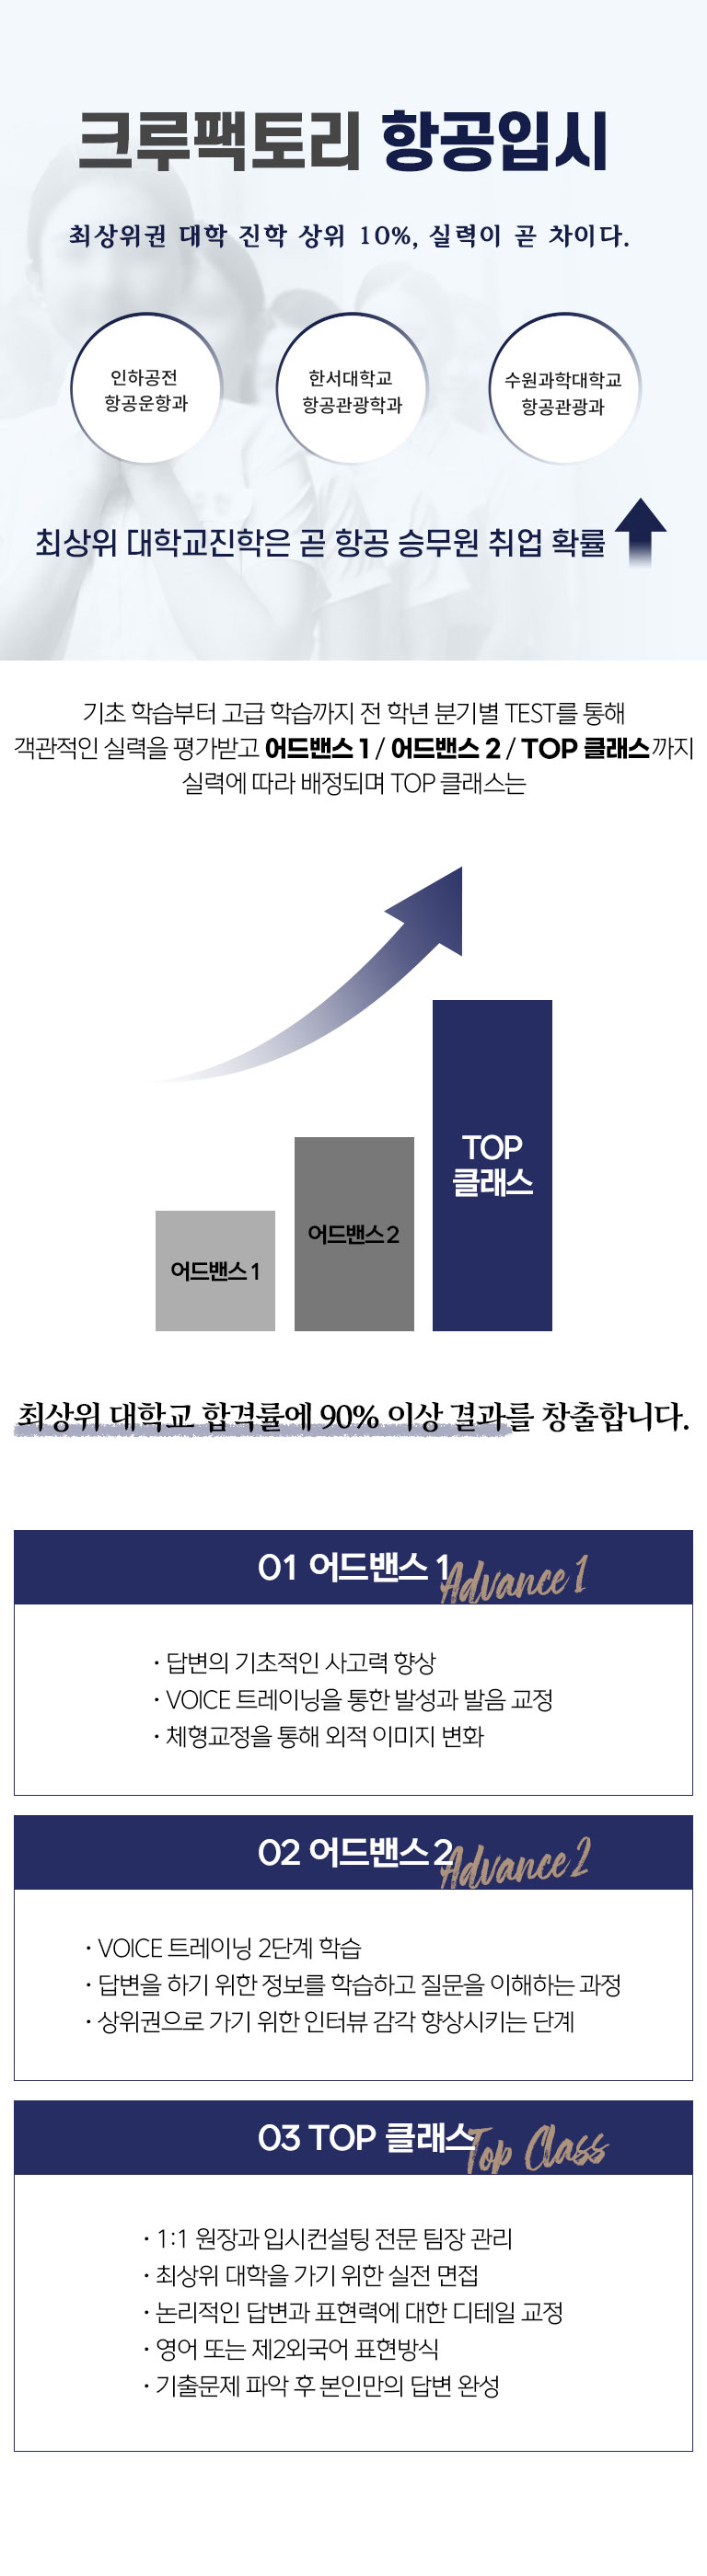 크루팩토리 항공입시
최상위권 대학 진학 상위 10%, 실력이 곧 차이다.
인하공전
항공운항과
한서대학교
항공관광학과
수원과학대학교
항공관광과
최상위 대학교진학은 곧 항공 승무원 취업 확률
기초 학습부터 고급 학습까지 전 학년 분기별 TEST를 통해
객관적인 실력을 평가받고 어드밴스 1 / 어드밴스 2 / TOP 클래스까지
실력에 따라 배정되며 TOP 클래스는
TOP
클래스
어드밴스 2
어드밴스 1
최상위 대학교 합격률에 90% 이상 결과를 창출합니다.
01 어드밴스 1 Advance 1
· 답변의 기초적인 사고력 향상
· VOICE 트레이닝을 통한 발성과 발음 교정
· 체형교정을 통해 외적 이미지 변화
02 어드밴스 2 Advance 2
· VOICE 트레이닝 2단계 학습
· 답변을 하기 위한 정보를 학습하고 질문을 이해하는 과정
· 상위권으로 가기 위한 인터뷰 감각 향상시키는 단계
03 TOP 클래스 Top Class
· 1:1 원장과 입시컨설팅 전문 팀장 관리
· 최상위 대학을 가기 위한 실전 면접
· 논리적인 답변과 표현력에 대한 디테일 교정
· 영어 또는 제2외국어 표현방식
· 기출문제 파악 후 본인만의 답변 완성